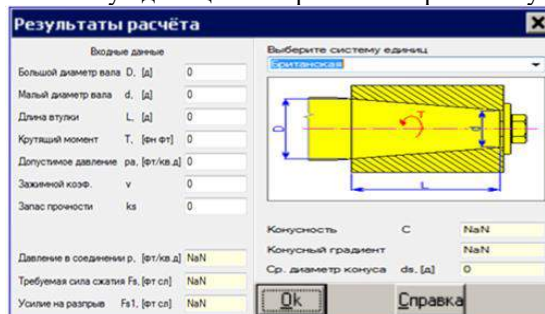 Результаты расчёта
Входные данные
Большой диаметр вала D, [д] 0
Малый диаметр вала d, [д] 0
Длина втулки L, [д] 0
Крутящий момент T, [фн фт] 0
Допустимое давление pa, [фт/кв.д] 0
Зажимной коэф. v 0
Запас прочности ks 0
Давление в соединении p, [фт/кв.д] NaN
Требуемая сила сжатия Fs, [фт сл] NaN
Усилие на разпрыв Fs1, [фт сл] NaN
Выберите систему единиц
Британская
D
T
d
L
Конусность C NaN
Конусный градиент NaN
Ср. диаметр конуса ds, [д] 0
Ok
Справка